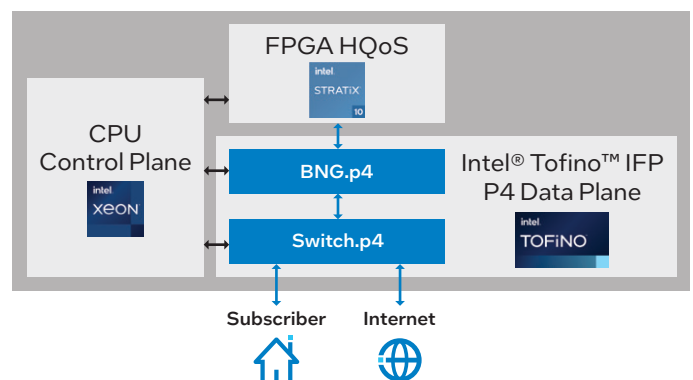 FPGA HQoS
intel
STRATIX
10
CPU
Control Plane
intel
XEON
BNG.p4
Switch.p4
Intel® Tofino™ IFP
P4 Data Plane
intel
TOFINO
Subscriber
Internet